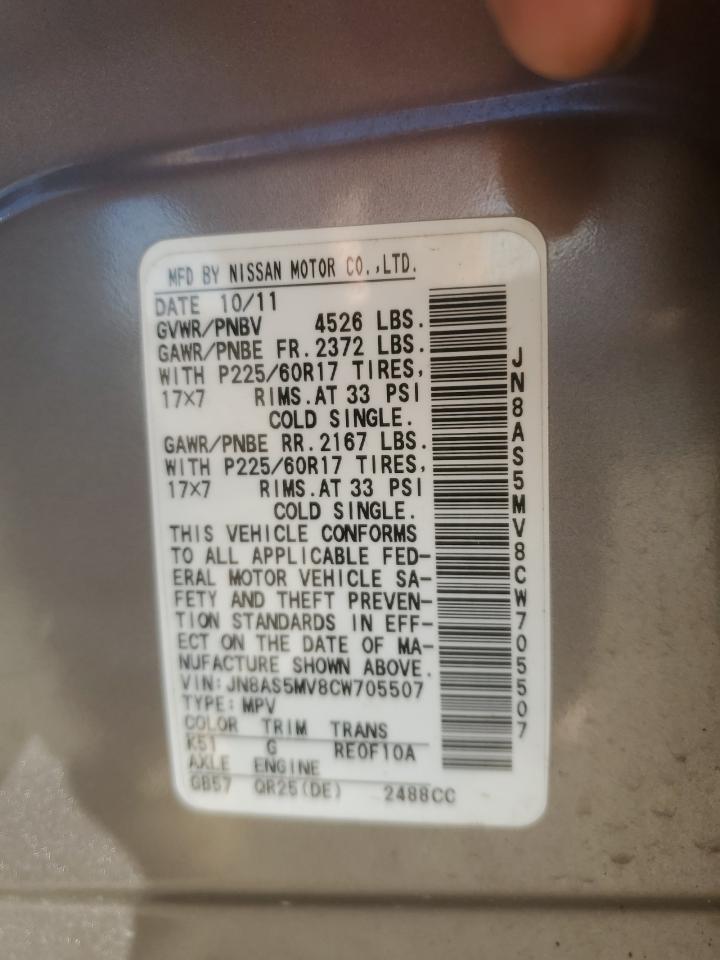 MFD BY NISSAN MOTOR CO.,LTD.
DATE 10/11
GVWR/PNBV 4526 LBS.
GAWR/PNBE FR.2372 LBS.
WITH P225/60R17 TIRES,
17×7 RIMS.AT 33 PSI
COLD SINGLE.
GAWR/PNBE RR.2167 LBS.
WITH P225/60R17 TIRES,
17×7 RIMS.AT 33 PSI
COLD SINGLE.
THIS VEHICLE CONFORMS
TO ALL APPLICABLE FED-
ERAL MOTOR VEHICLE SA-
FETY AND THEFT PREVEN-
TION STANDARDS IN EFF-
ECT ON THE DATE OF MA-
NUFACTURE SHOWN ABOVE.
VIN:JN8AS5MV8CW705507
TYPE:MPV
COLOR TRIM TRANS
K51 G RE0F10A
AXLE ENGINE
GB57 QR25(DE) 2488CC
JN8AS5MV8CW705507